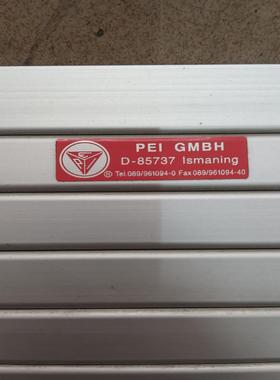 PEI GMBH
D-85737 Ismaning
® Tel.089/961094-0 Fax 089/961094-40